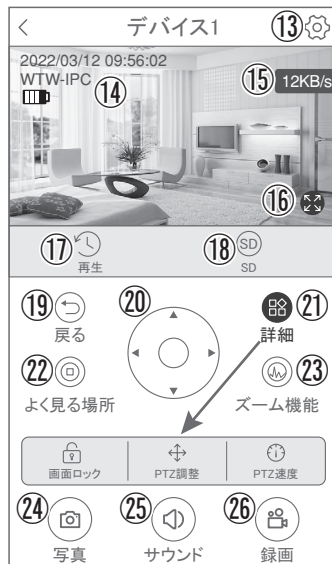 デバイス1 ⑬
2022/03/12 09:56:02
WTW-IPC ⑭
⑮ 12KB/s
⑯
⑰ ⑱ SD
再生 SD
⑲ ⑳ ㉑
戻る 詳細
㉒ ㉓
よく見る場所 ズーム機能
画面ロック PTZ調整 PTZ速度
㉔ ㉕ ㉖
写真 サウンド 録画